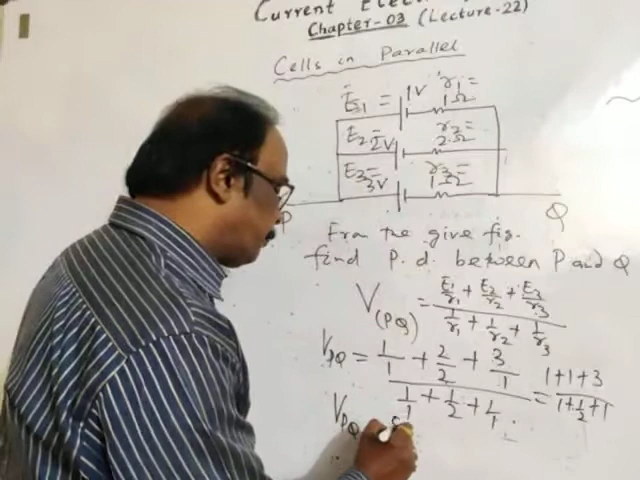 Current Elect
Chapter-03 (Lecture-22)
Cells in Parallel
E1 = 1V r1 = 1Ω
E2 = 2V r2 = 2Ω
E3 = 3V r3 = 1Ω
P Q
From the give fig.
find P.d. between P and Q
V(PQ) = (E1/r1 + E2/r2 + E3/r3) / (1/r1 + 1/r2 + 1/r3)
VPQ = (1/1 + 2/2 + 3/1) / (1/1 + 1/2 + 1/1) = (1+1+3) / (1+1/2+1)
VPQ